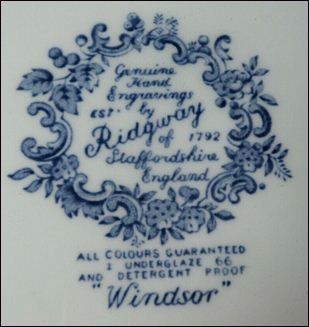 Genuine
Hand
Engravings
EST. by
Ridgway
of 1792
Staffordshire
England
ALL COLOURS GUARANTEED
1 UNDERGLAZE 66
AND DETERGENT PROOF
"Windsor"